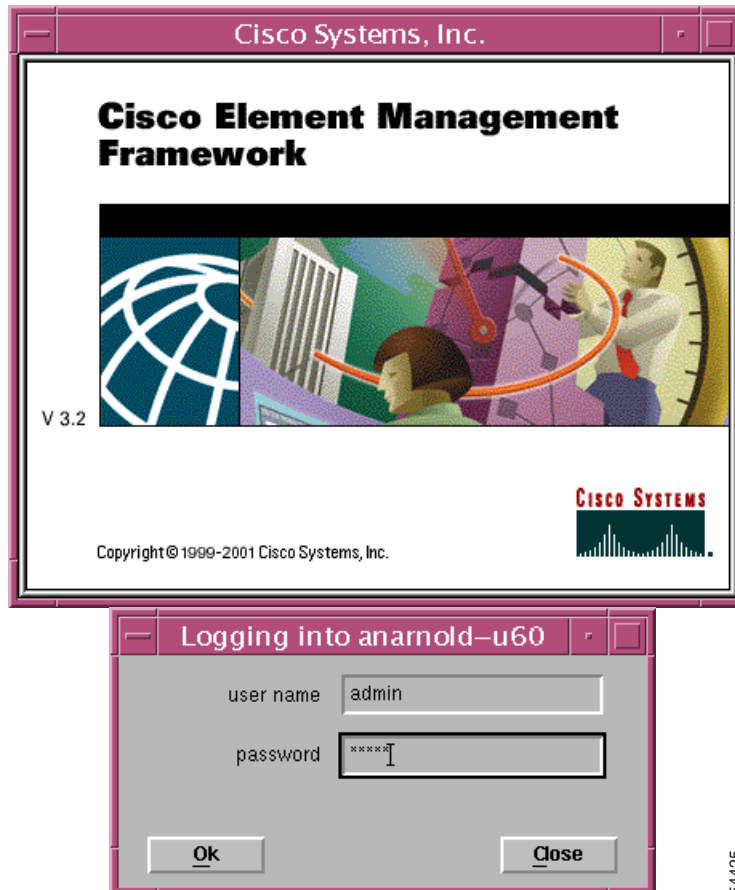 Cisco Systems, Inc.
Cisco Element Management
Framework
V 3.2
CISCO SYSTEMS
Copyright © 1999-2001 Cisco Systems, Inc.
Logging into anarnold-u60
user name admin
password *****
Ok Close